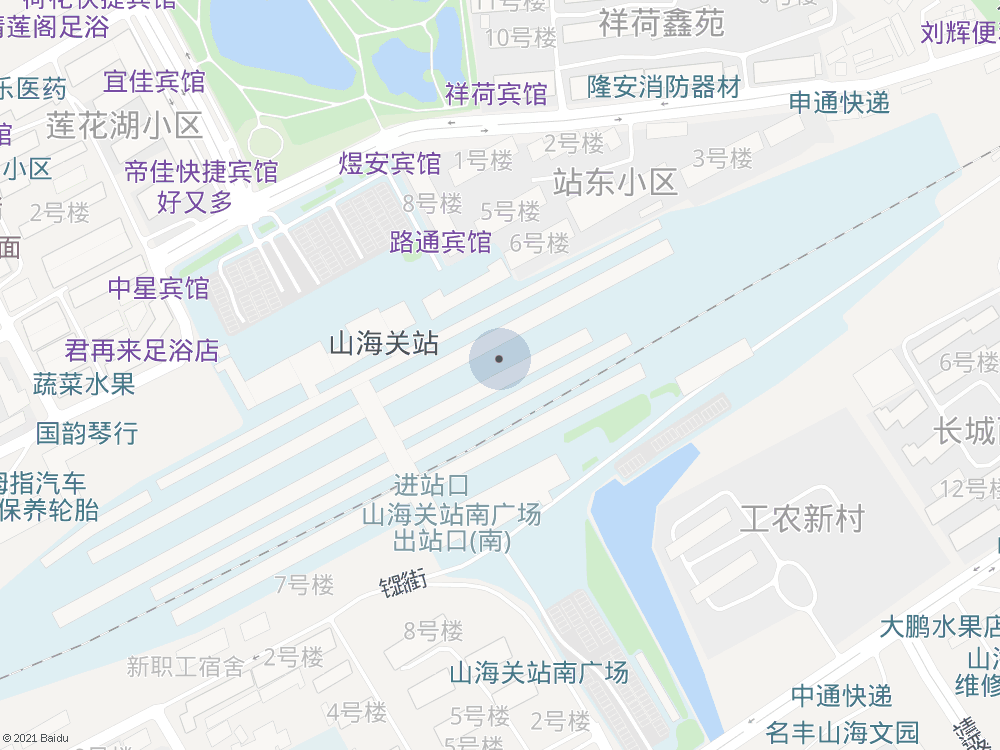 荷花快捷宾馆
清莲阁足浴
11号楼
10号楼
祥荷鑫苑
刘辉便
乐医药
宜佳宾馆
祥荷宾馆
隆安消防器材
申通快递
莲花湖小区
馆
小区
帝佳快捷宾馆
好又多
煜安宾馆
1号楼
2号楼
3号楼
站东小区
2号楼
8号楼
5号楼
6号楼
路通宾馆
面
中星宾馆
山海关站
君再来足浴店
蔬菜水果
国韵琴行
6号楼
长城
12号楼
拇指汽车
保养轮胎
进站口
山海关站南广场
出站口(南)
工农新村
7号楼
8号楼
大鹏水果店
新职工宿舍
2号楼
山海关站南广场
山海
维修
中通快递
4号楼
5号楼
2号楼
名丰山海文园
3号楼
5号楼
© 2021 Baidu